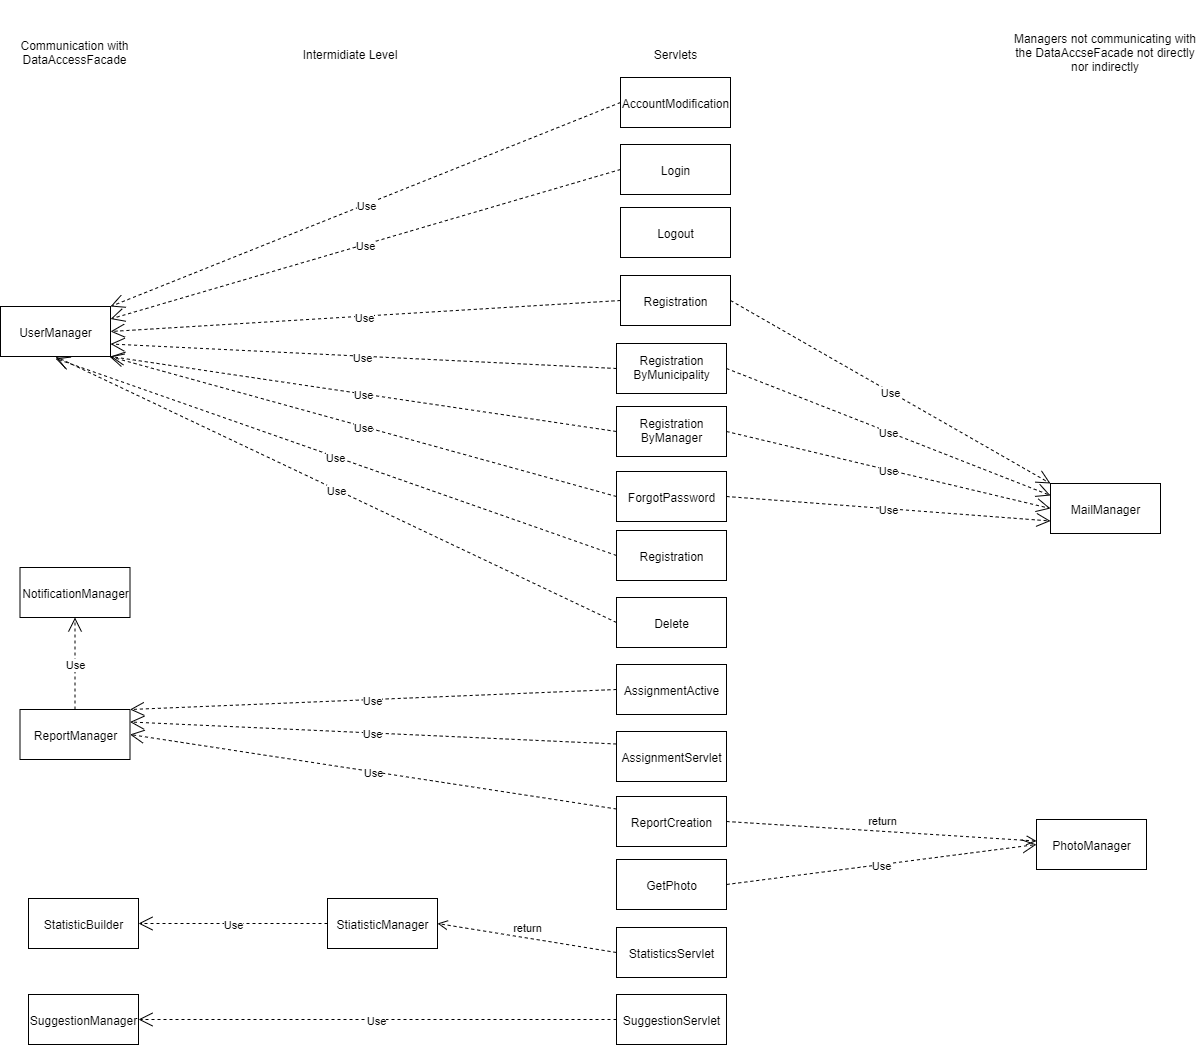 Communication with
DataAccessFacade
Intermidiate Level
Servlets
Managers not communicating with
the DataAccseFacade not directly
nor indirectly
AccountModification
Login
Use
Logout
Use
Registration
Use
UserManager
Registration
ByMunicipality
Use
Use
Use
Registration
ByManager
Use
Use
Use
Use
Use
ForgotPassword
Use
MailManager
Registration
NotificationManager
Delete
Use
AssignmentActive
Use
ReportManager
Use
AssignmentServlet
Use
ReportCreation
return
PhotoManager
Use
GetPhoto
StatisticBuilder
Use
StiatisticManager
return
StatisticsServlet
SuggestionManager
Use
SuggestionServlet